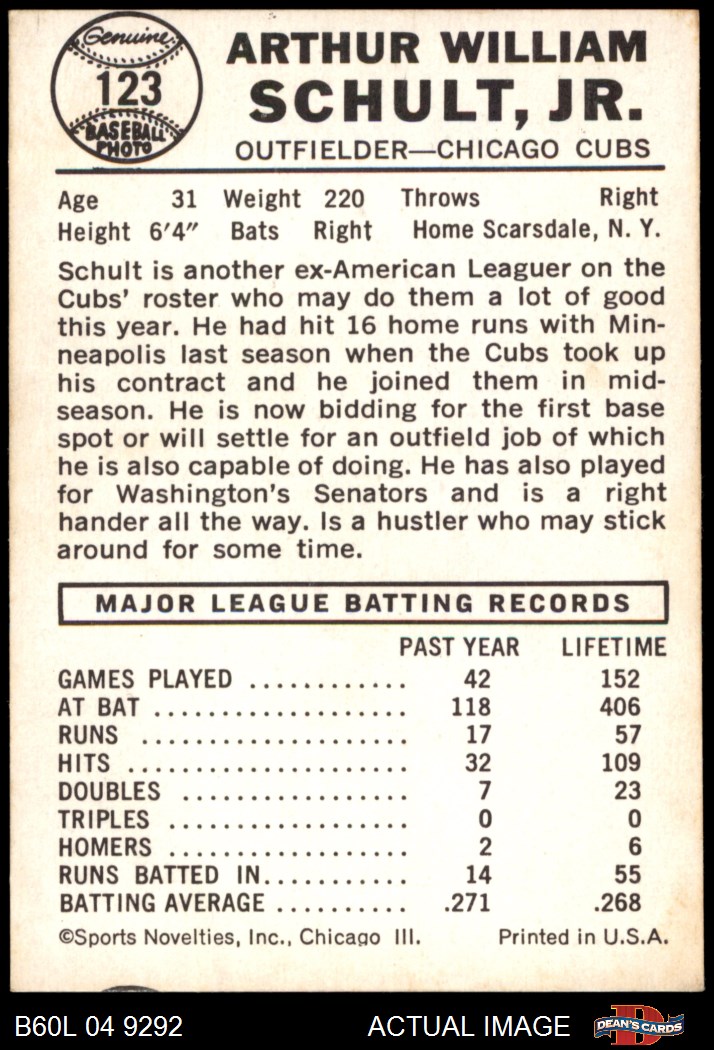 Genuine
123
BASEBALL
PHOTO
ARTHUR WILLIAM
SCHULT, JR.
OUTFIELDER—CHICAGO CUBS
Age 31 Weight 220 Throws Right
Height 6'4" Bats Right Home Scarsdale, N. Y.
Schult is another ex-American Leaguer on the
Cubs' roster who may do them a lot of good
this year. He had hit 16 home runs with Min-
neapolis last season when the Cubs took up
his contract and he joined them in mid-
season. He is now bidding for the first base
spot or will settle for an outfield job of which
he is also capable of doing. He has also played
for Washington's Senators and is a right
hander all the way. Is a hustler who may stick
around for some time.
MAJOR LEAGUE BATTING RECORDS
PAST YEAR LIFETIME
GAMES PLAYED ............ 42 152
AT BAT ................... 118 406
RUNS .................... 17 57
HITS ..................... 32 109
DOUBLES ................. 7 23
TRIPLES .................. 0 0
HOMERS .................. 2 6
RUNS BATTED IN........... 14 55
BATTING AVERAGE .......... .271 .268
©Sports Novelties, Inc., Chicago Ill. Printed in U.S.A.
B60L 04 9292 ACTUAL IMAGE D DEAN'S CARDS